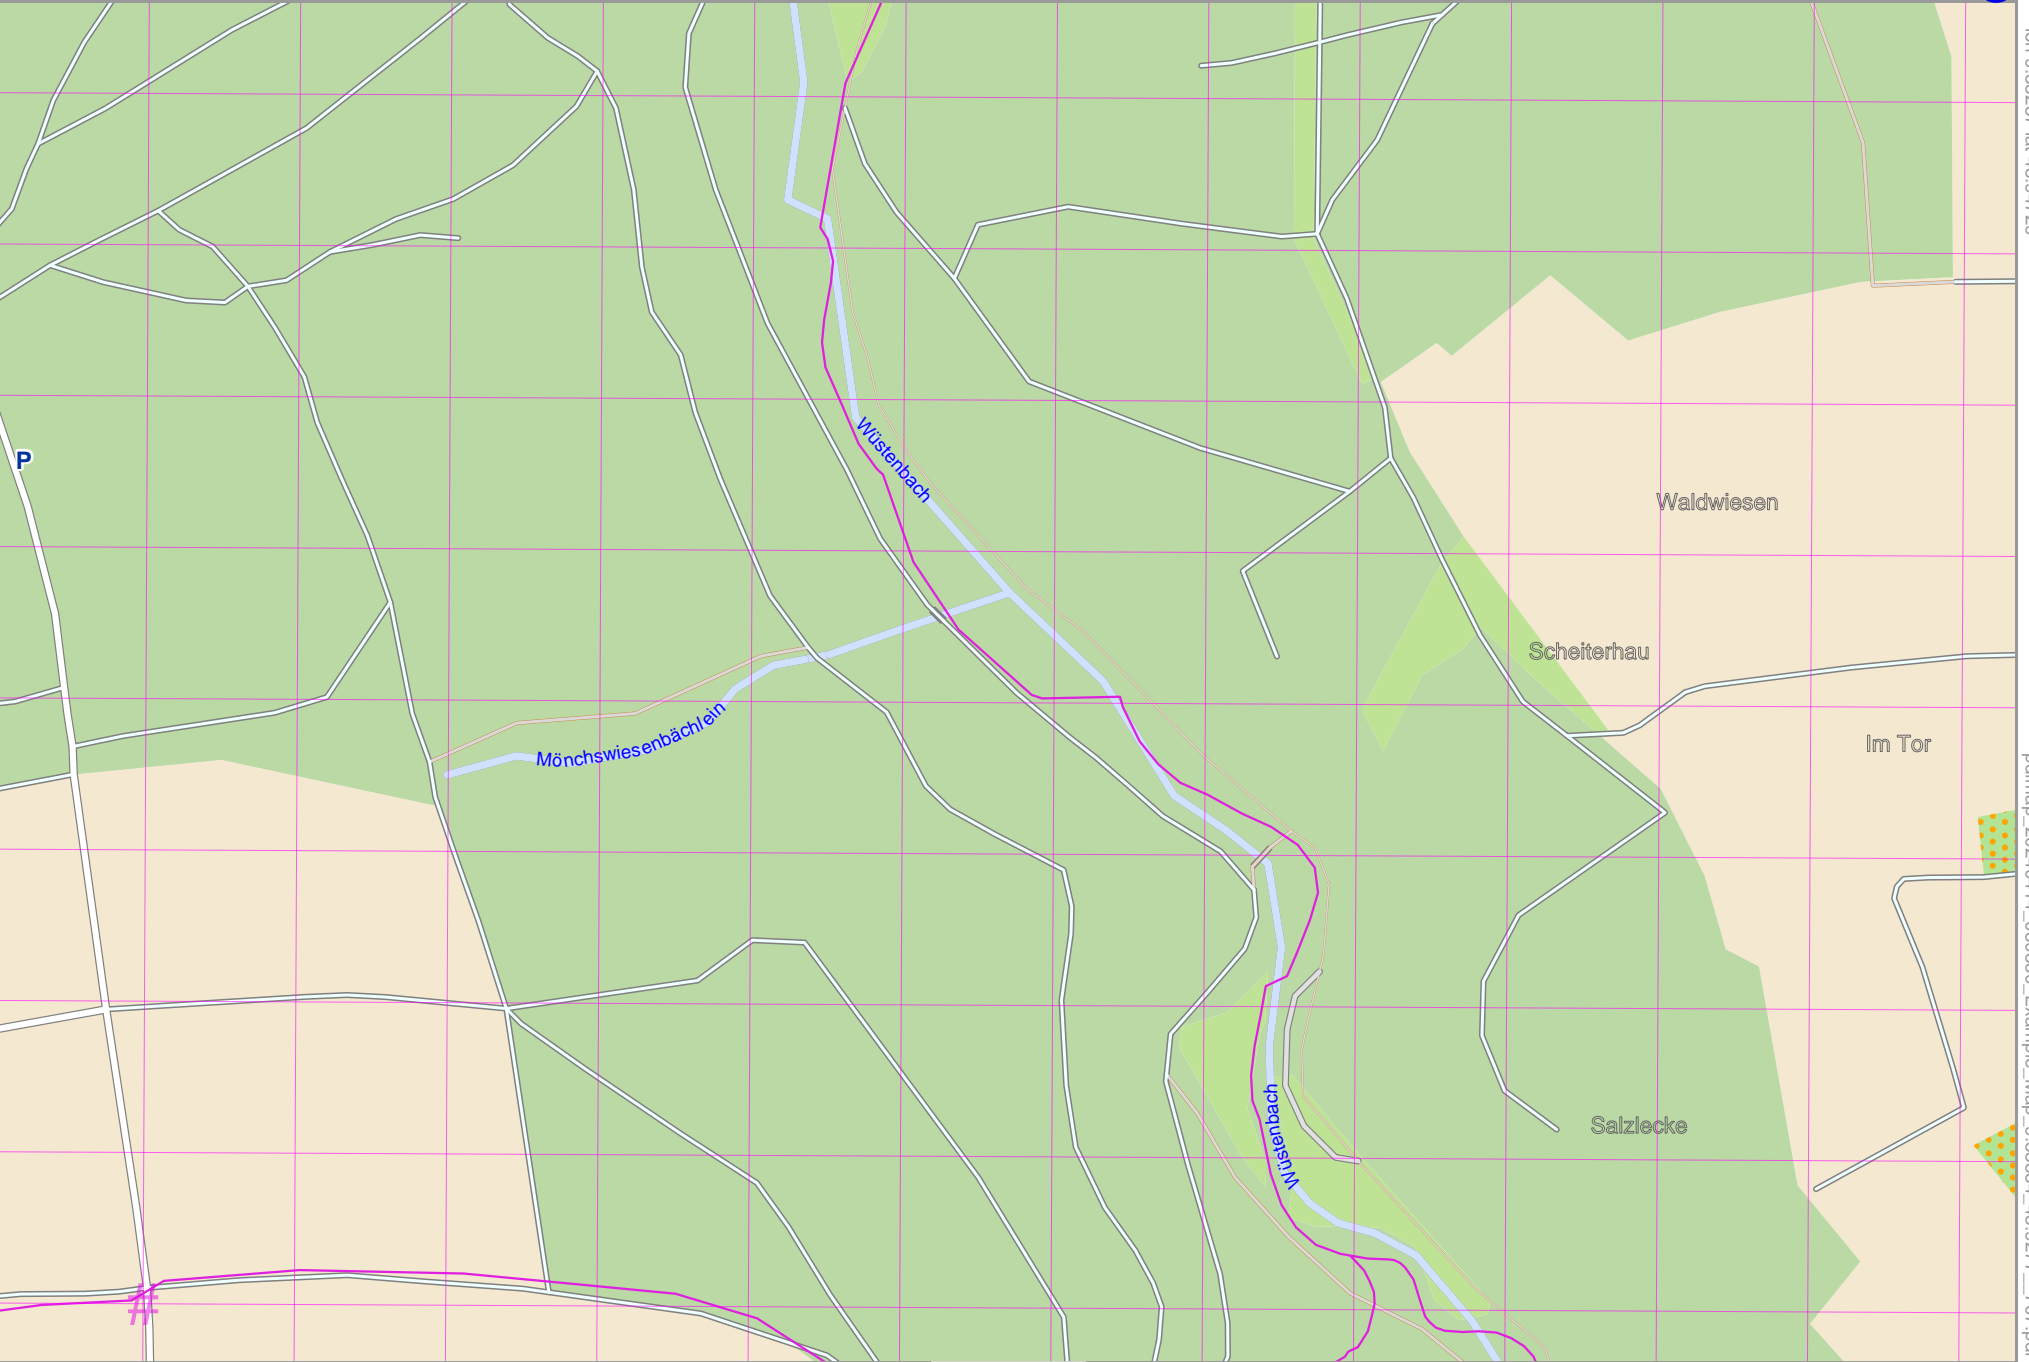 P
Wüstenbach
Waldwiesen
Scheiterhau
Mönchswiesenbächlein
Im Tor
Wüstenbach
Salzlecke
#